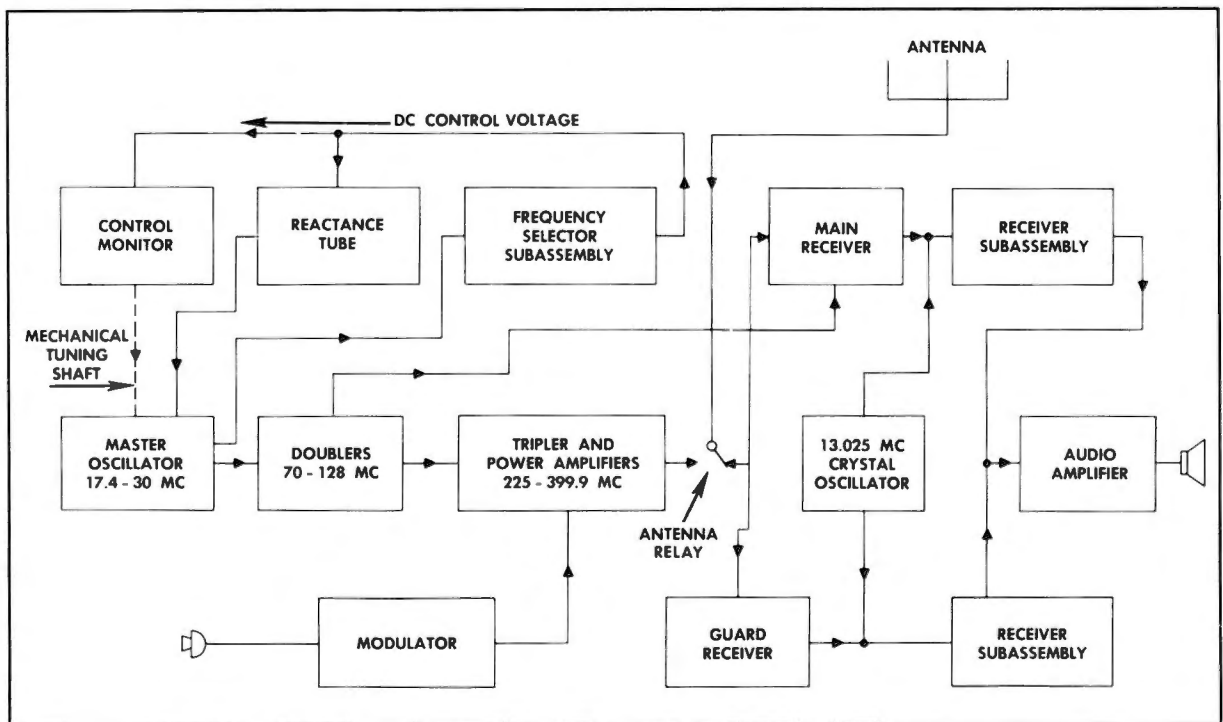 ANTENNA
DC CONTROL VOLTAGE
CONTROL
MONITOR
REACTANCE
TUBE
FREQUENCY
SELECTOR
SUBASSEMBLY
MAIN
RECEIVER
RECEIVER
SUBASSEMBLY
MECHANICAL
TUNING
SHAFT
MASTER
OSCILLATOR
17.4 - 30 MC
DOUBLERS
70 - 128 MC
TRIPLER AND
POWER AMPLIFIERS
225 - 399.9 MC
ANTENNA
RELAY
13.025 MC
CRYSTAL
OSCILLATOR
AUDIO
AMPLIFIER
MODULATOR
GUARD
RECEIVER
RECEIVER
SUBASSEMBLY